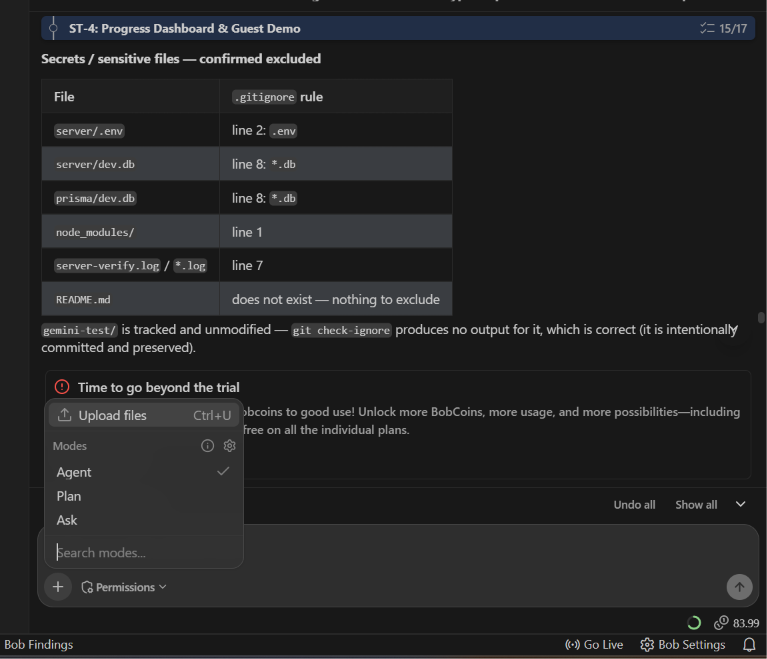 ST-4: Progress Dashboard & Guest Demo 15/17
Secrets / sensitive files — confirmed excluded
File .gitignore rule
server/.env line 2: .env
server/dev.db line 8: *.db
prisma/dev.db line 8: *.db
node_modules/ line 1
server-verify.log / *.log line 7
README.md does not exist — nothing to exclude
gemini-test/ is tracked and unmodified — git check-ignore produces no output for it, which is correct (it is intentionally
committed and preserved).
Time to go beyond the trial
obcoins to good use! Unlock more BobCoins, more usage, and more possibilities—including
free on all the individual plans.
Upload files Ctrl+U
Modes
Agent
Plan
Ask
Search modes...
Undo all Show all
Permissions
83.99
Bob Findings Go Live Bob Settings